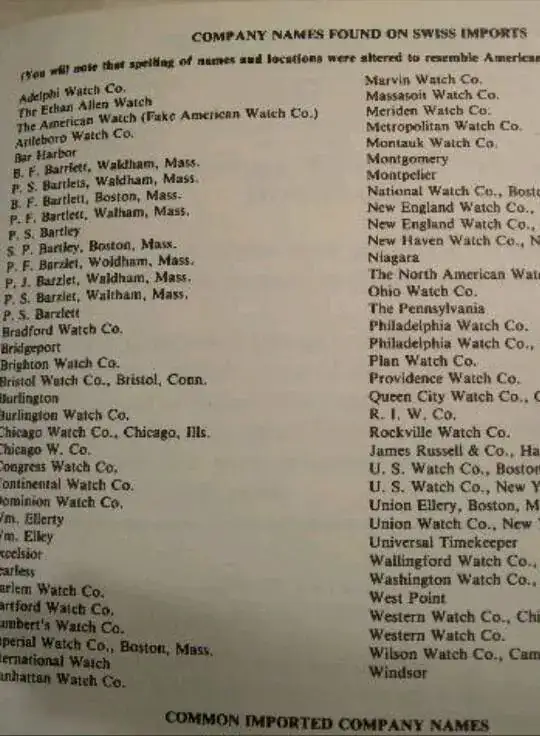 COMPANY NAMES FOUND ON SWISS IMPORTS
(You will note that spelling of names and locations were altered to resemble American
Adelphi Watch Co.
The Ethan Allen Watch
The American Watch (Fake American Watch Co.)
Attleboro Watch Co.
Bar Harbor
B. F. Barrlett, Waldham, Mass.
P. S. Bartlets, Waldham, Mass.
B. F. Bartlett, Boston, Mass.
P. F. Bartlett, Walham, Mass.
P. S. Bartley
S. P. Bartley, Boston, Mass.
P. F. Barzlet, Woldham, Mass.
P. J. Barzlet, Waldham, Mass.
P. S. Barzlet, Waltham, Mass.
P. S. Barzlett
Bradford Watch Co.
Bridgeport
Brighton Watch Co.
Bristol Watch Co., Bristol, Conn.
Burlington
Burlington Watch Co.
Chicago Watch Co., Chicago, Ills.
Chicago W. Co.
Congress Watch Co.
Continental Watch Co.
Dominion Watch Co.
Wm. Ellerty
Wm. Elley
xcelsior
earless
arlem Watch Co.
artford Watch Co.
umbert's Watch Co.
mperial Watch Co., Boston, Mass.
ternational Watch
anhattan Watch Co.
Marvin Watch Co.
Massasoit Watch Co.
Meriden Watch Co.
Metropolitan Watch Co.
Montauk Watch Co.
Montgomery
Montpelier
National Watch Co., Bosto
New England Watch Co.,
New England Watch Co.,
New Haven Watch Co., N
Niagara
The North American Wat
Ohio Watch Co.
The Pennsylvania
Philadelphia Watch Co.
Philadelphia Watch Co.,
Plan Watch Co.
Providence Watch Co.
Queen City Watch Co., C
R. I. W. Co.
Rockville Watch Co.
James Russell & Co., Ha
U. S. Watch Co., Boston
U. S. Watch Co., New Y
Union Ellery, Boston, M
Union Watch Co., New
Universal Timekeeper
Wallingford Watch Co.,
Washington Watch Co.,
West Point
Western Watch Co., Chi
Western Watch Co.
Wilson Watch Co., Cam
Windsor
COMMON IMPORTED COMPANY NAMES